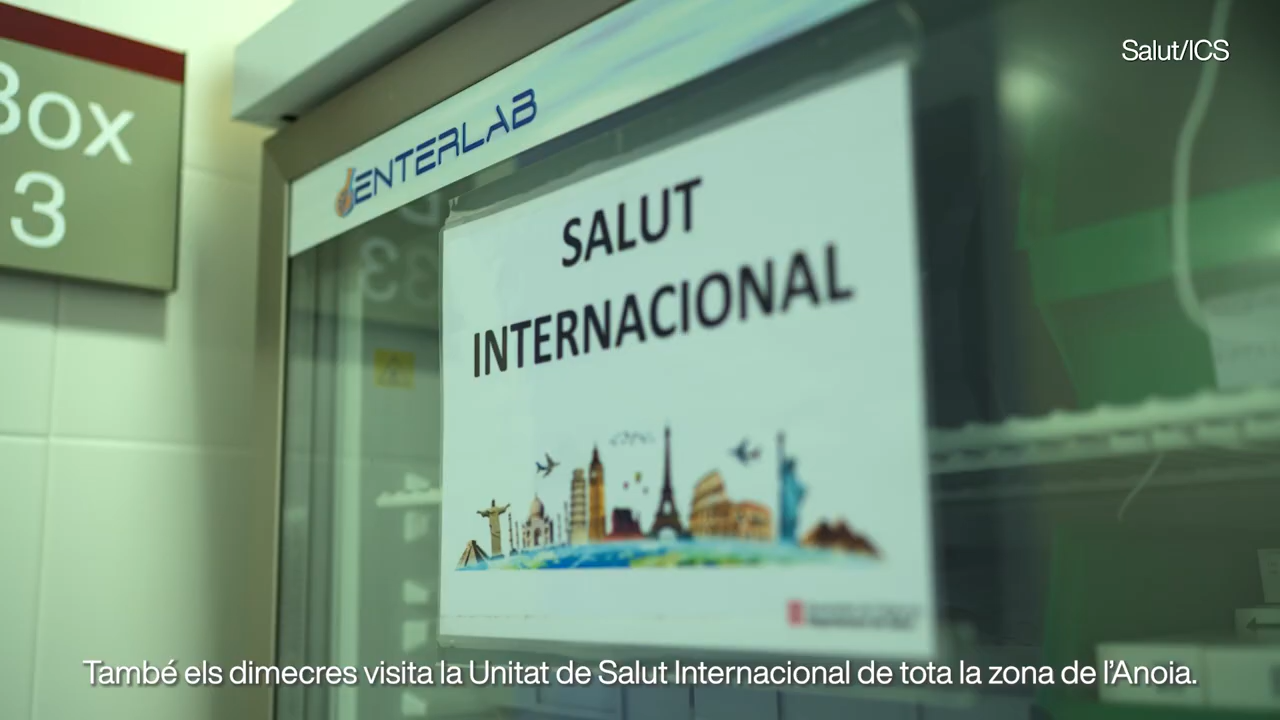 Salut/ICS
Box
3
ENTERLAB
SALUT
INTERNACIONAL
També els dimecres visita la Unitat de Salut Internacional de tota la zona de l’Anoia.